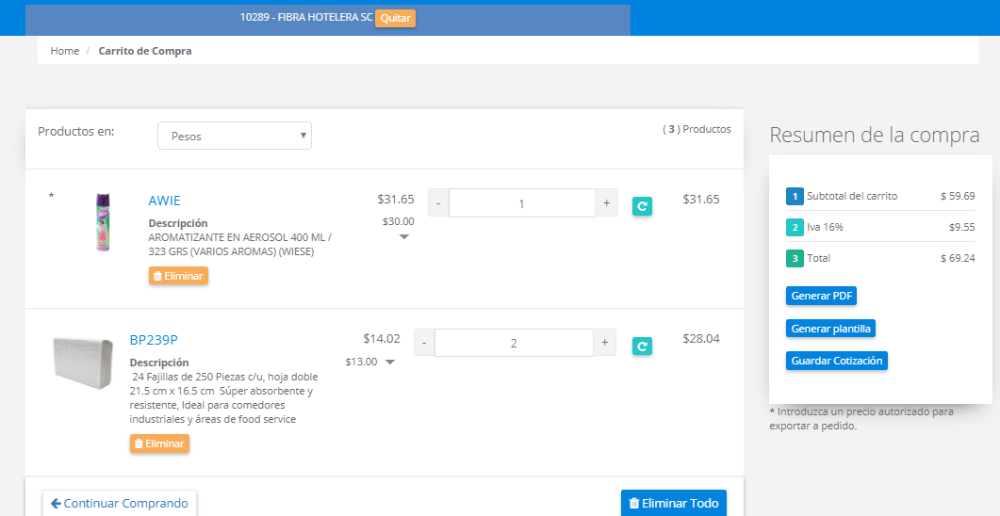 10289 - FIBRA HOTELERA SC Quitar
Home / Carrito de Compra
Productos en: Pesos ( 3 ) Productos
Resumen de la compra
* AWIE $31.65 - 1 + $31.65
$30.00
Descripción
AROMATIZANTE EN AEROSOL 400 ML /
323 GRS (VARIOS AROMAS) (WIESE)
Eliminar
BP239P $14.02 - 2 + $28.04
$13.00
Descripción
24 Fajillas de 250 Piezas c/u, hoja doble
21.5 cm x 16.5 cm Súper absorbente y
resistente, Ideal para comedores
industriales y áreas de food service
Eliminar
Continuar Comprando Eliminar Todo
1 Subtotal del carrito $ 59.69
2 Iva 16% $9.55
3 Total $ 69.24
Generar PDF
Generar plantilla
Guardar Cotización
* Introduzca un precio autorizado para
exportar a pedido.